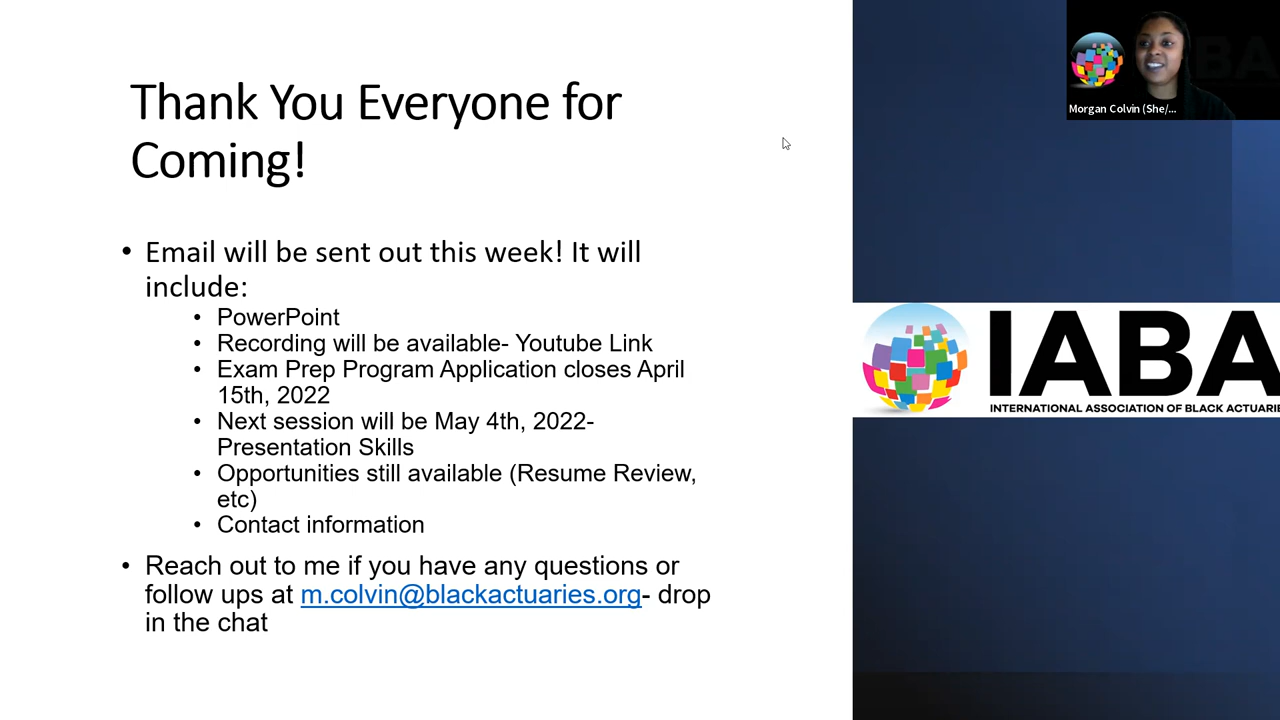 Thank You Everyone for
Coming!
• Email will be sent out this week! It will
include:
• PowerPoint
• Recording will be available- Youtube Link
• Exam Prep Program Application closes April
15th, 2022
• Next session will be May 4th, 2022-
Presentation Skills
• Opportunities still available (Resume Review,
etc)
• Contact information
• Reach out to me if you have any questions or
follow ups at m.colvin@blackactuaries.org- drop
in the chat
Morgan Colvin (She/...
IABA
INTERNATIONAL ASSOCIATION OF BLACK ACTUARIE